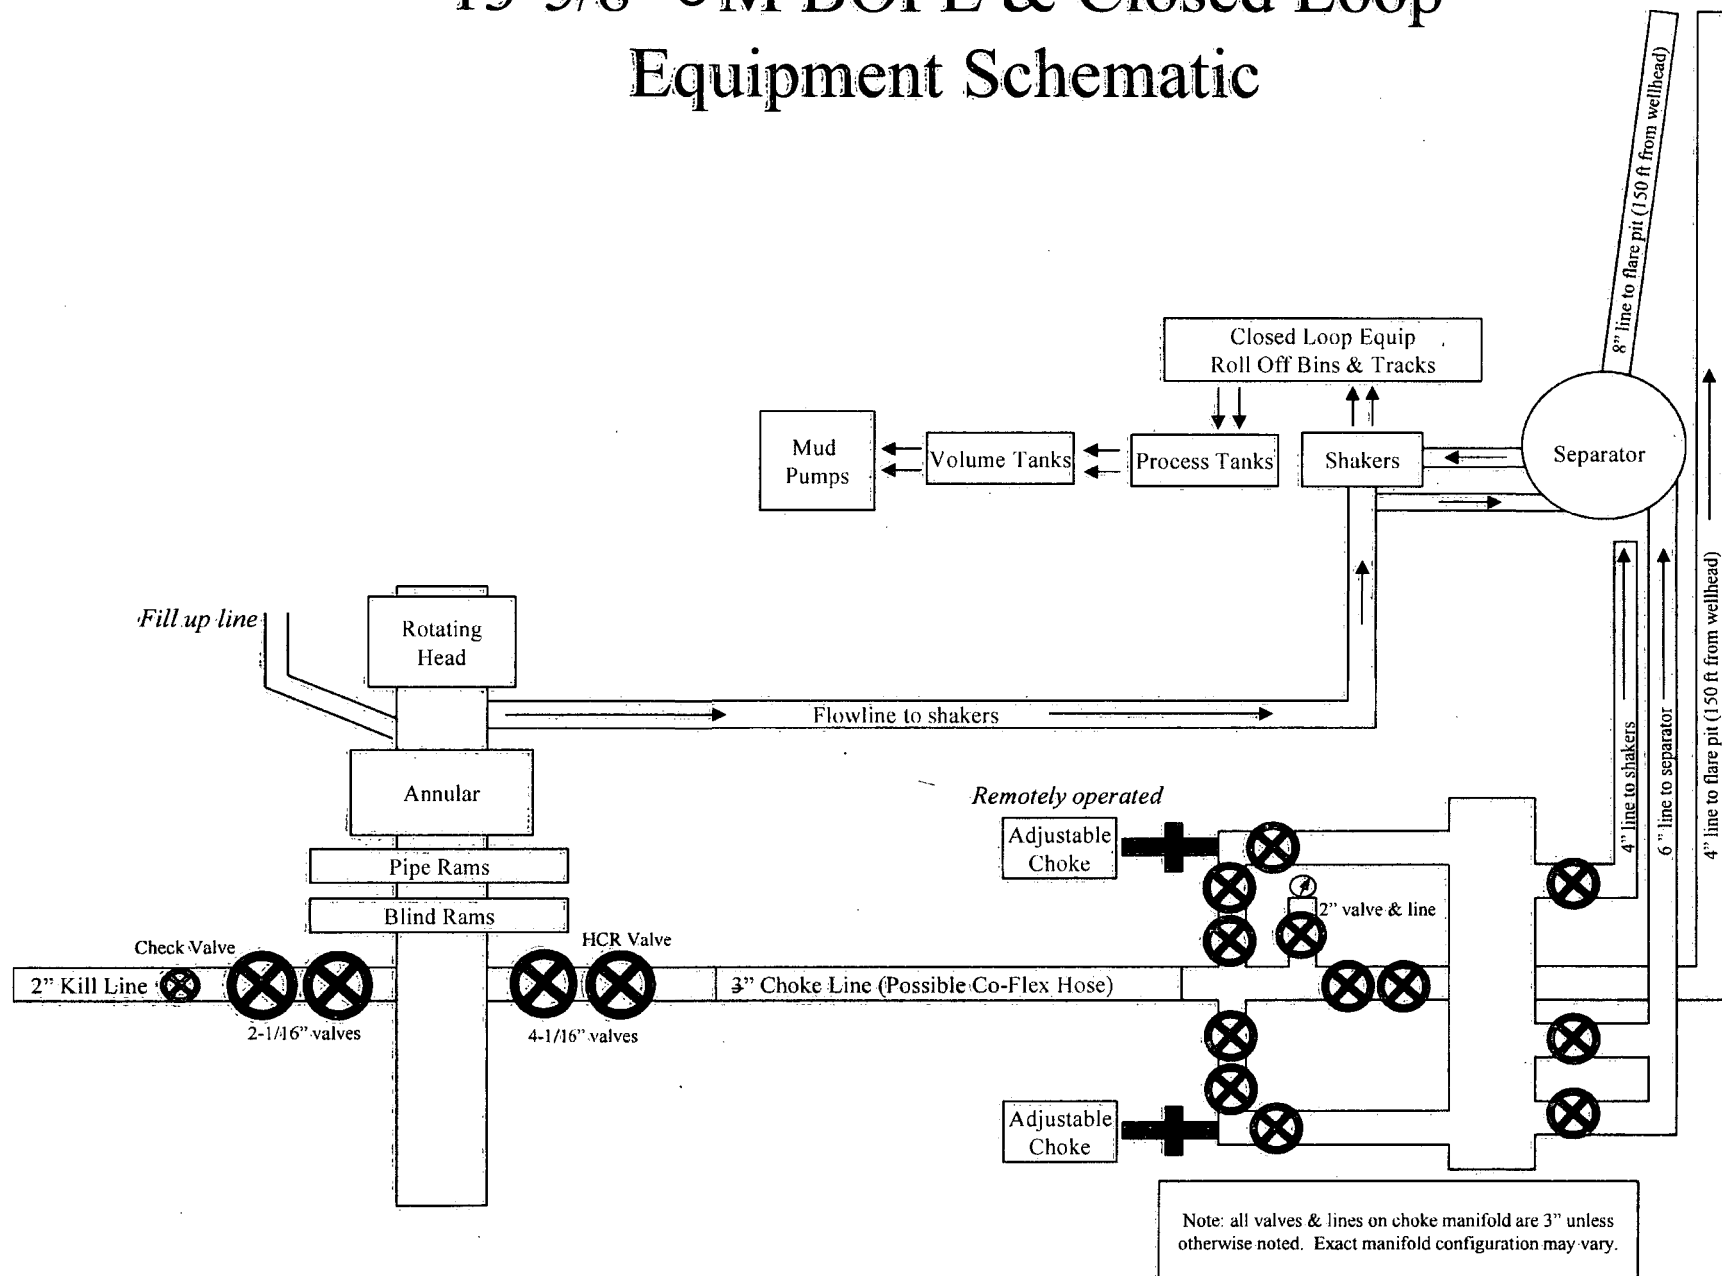 BOPE & Closed Loop
Equipment Schematic
8" line to flare pit (150 ft from wellhead)
Closed Loop Equip
Roll Off Bins & Tracks
Mud
Pumps
Volume Tanks
Process Tanks
Shakers
Separator
Fill up line
Rotating
Head
Flowline to shakers
Annular
Pipe Rams
Blind Rams
Remotely operated
Adjustable
Choke
4" line to shakers
6" line to separator
4" line to flare pit (150 ft from wellhead)
2" valve & line
Check Valve
HCR Valve
2" Kill Line
3" Choke Line (Possible Co-Flex Hose)
2-1/16" valves
4-1/16" valves
Adjustable
Choke
Note: all valves & lines on choke manifold are 3" unless
otherwise noted. Exact manifold configuration may vary.